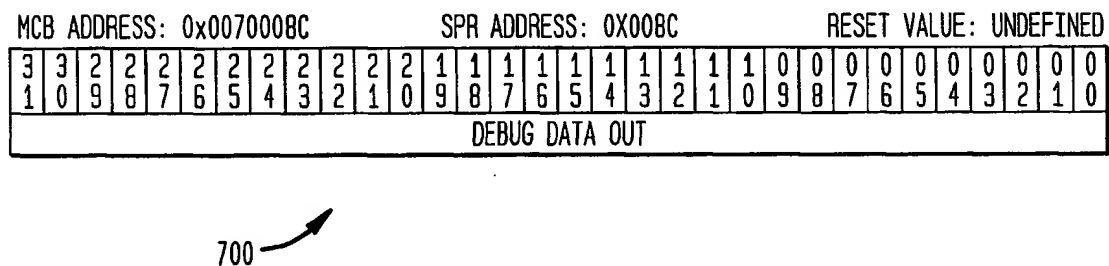 MCB ADDRESS: 0x0070008C SPR ADDRESS: 0X008C RESET VALUE: UNDEFINED
3 3 2 2 2 2 2 2 2 2 2 2 1 1 1 1 1 1 1 1 1 1 0 0 0 0 0 0 0 0 0 0
1 0 9 8 7 6 5 4 3 2 1 0 9 8 7 6 5 4 3 2 1 0 9 8 7 6 5 4 3 2 1 0
DEBUG DATA OUT
700